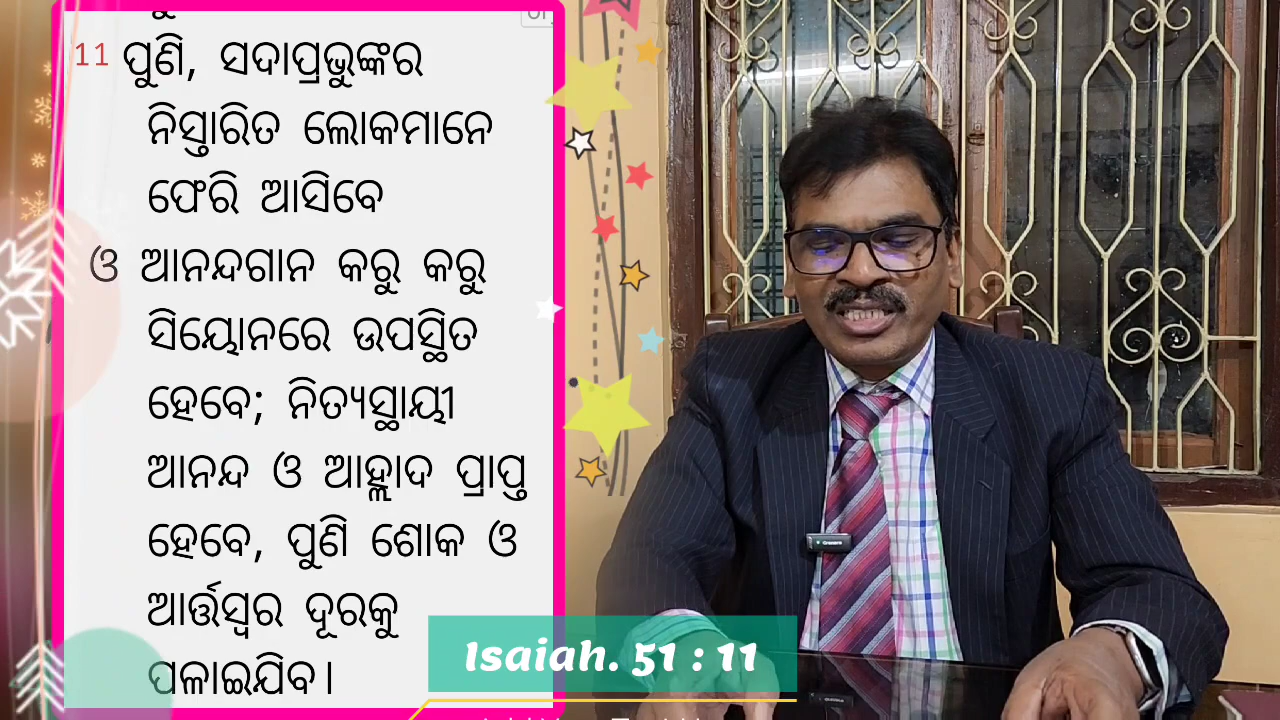 11 ପୁଣି, ସଦାପ୍ରଭୁଙ୍କର
ନିସ୍ତାରିତ ଲୋକମାନେ
ଫେରି ଆସିବେ
ଓ ଆନନ୍ଦଗାନ କରୁ କରୁ
ସିୟୋନରେ ଉପସ୍ଥିତ
ହେବେ; ନିତ୍ୟସ୍ଥାୟୀ
ଆନନ୍ଦ ଓ ଆହ୍ଲାଦ ପ୍ରାପ୍ତ
ହେବେ, ପୁଣି ଶୋକ ଓ
ଆର୍ତ୍ତସ୍ୱର ଦୂରକୁ
ପଳାଇଯିବ।
Isaiah. 51 : 11